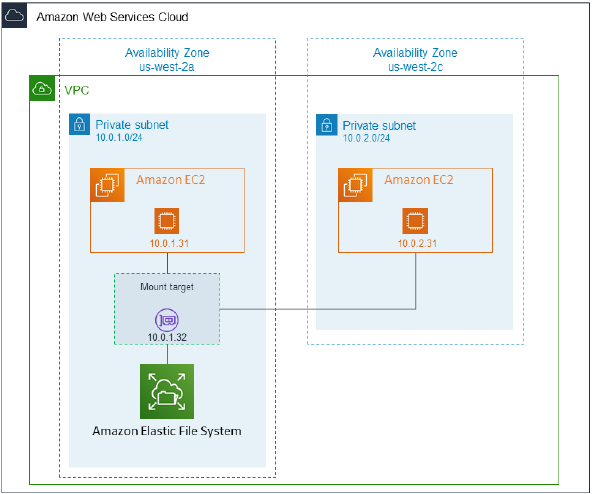 Amazon Web Services Cloud
Availability Zone
us-west-2a
Availability Zone
us-west-2c
VPC
Private subnet
10.0.1.0/24
Private subnet
10.0.2.0/24
Amazon EC2
10.0.1.31
Amazon EC2
10.0.2.31
Mount target
10.0.1.32
Amazon Elastic File System